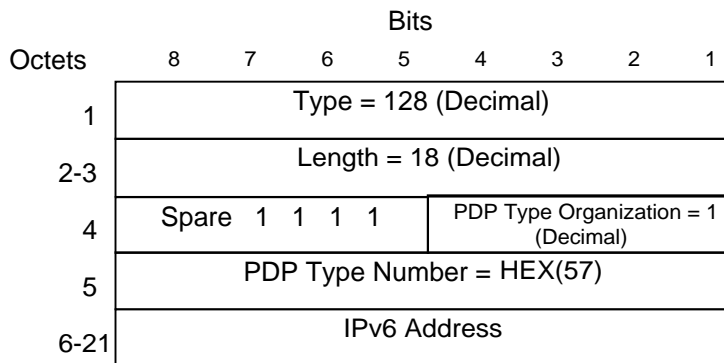 Bits
Octets 8 7 6 5 4 3 2 1
1 Type = 128 (Decimal)
2-3 Length = 18 (Decimal)
4 Spare 1 1 1 1 PDP Type Organization = 1
(Decimal)
5 PDP Type Number = HEX(57)
6-21 IPv6 Address